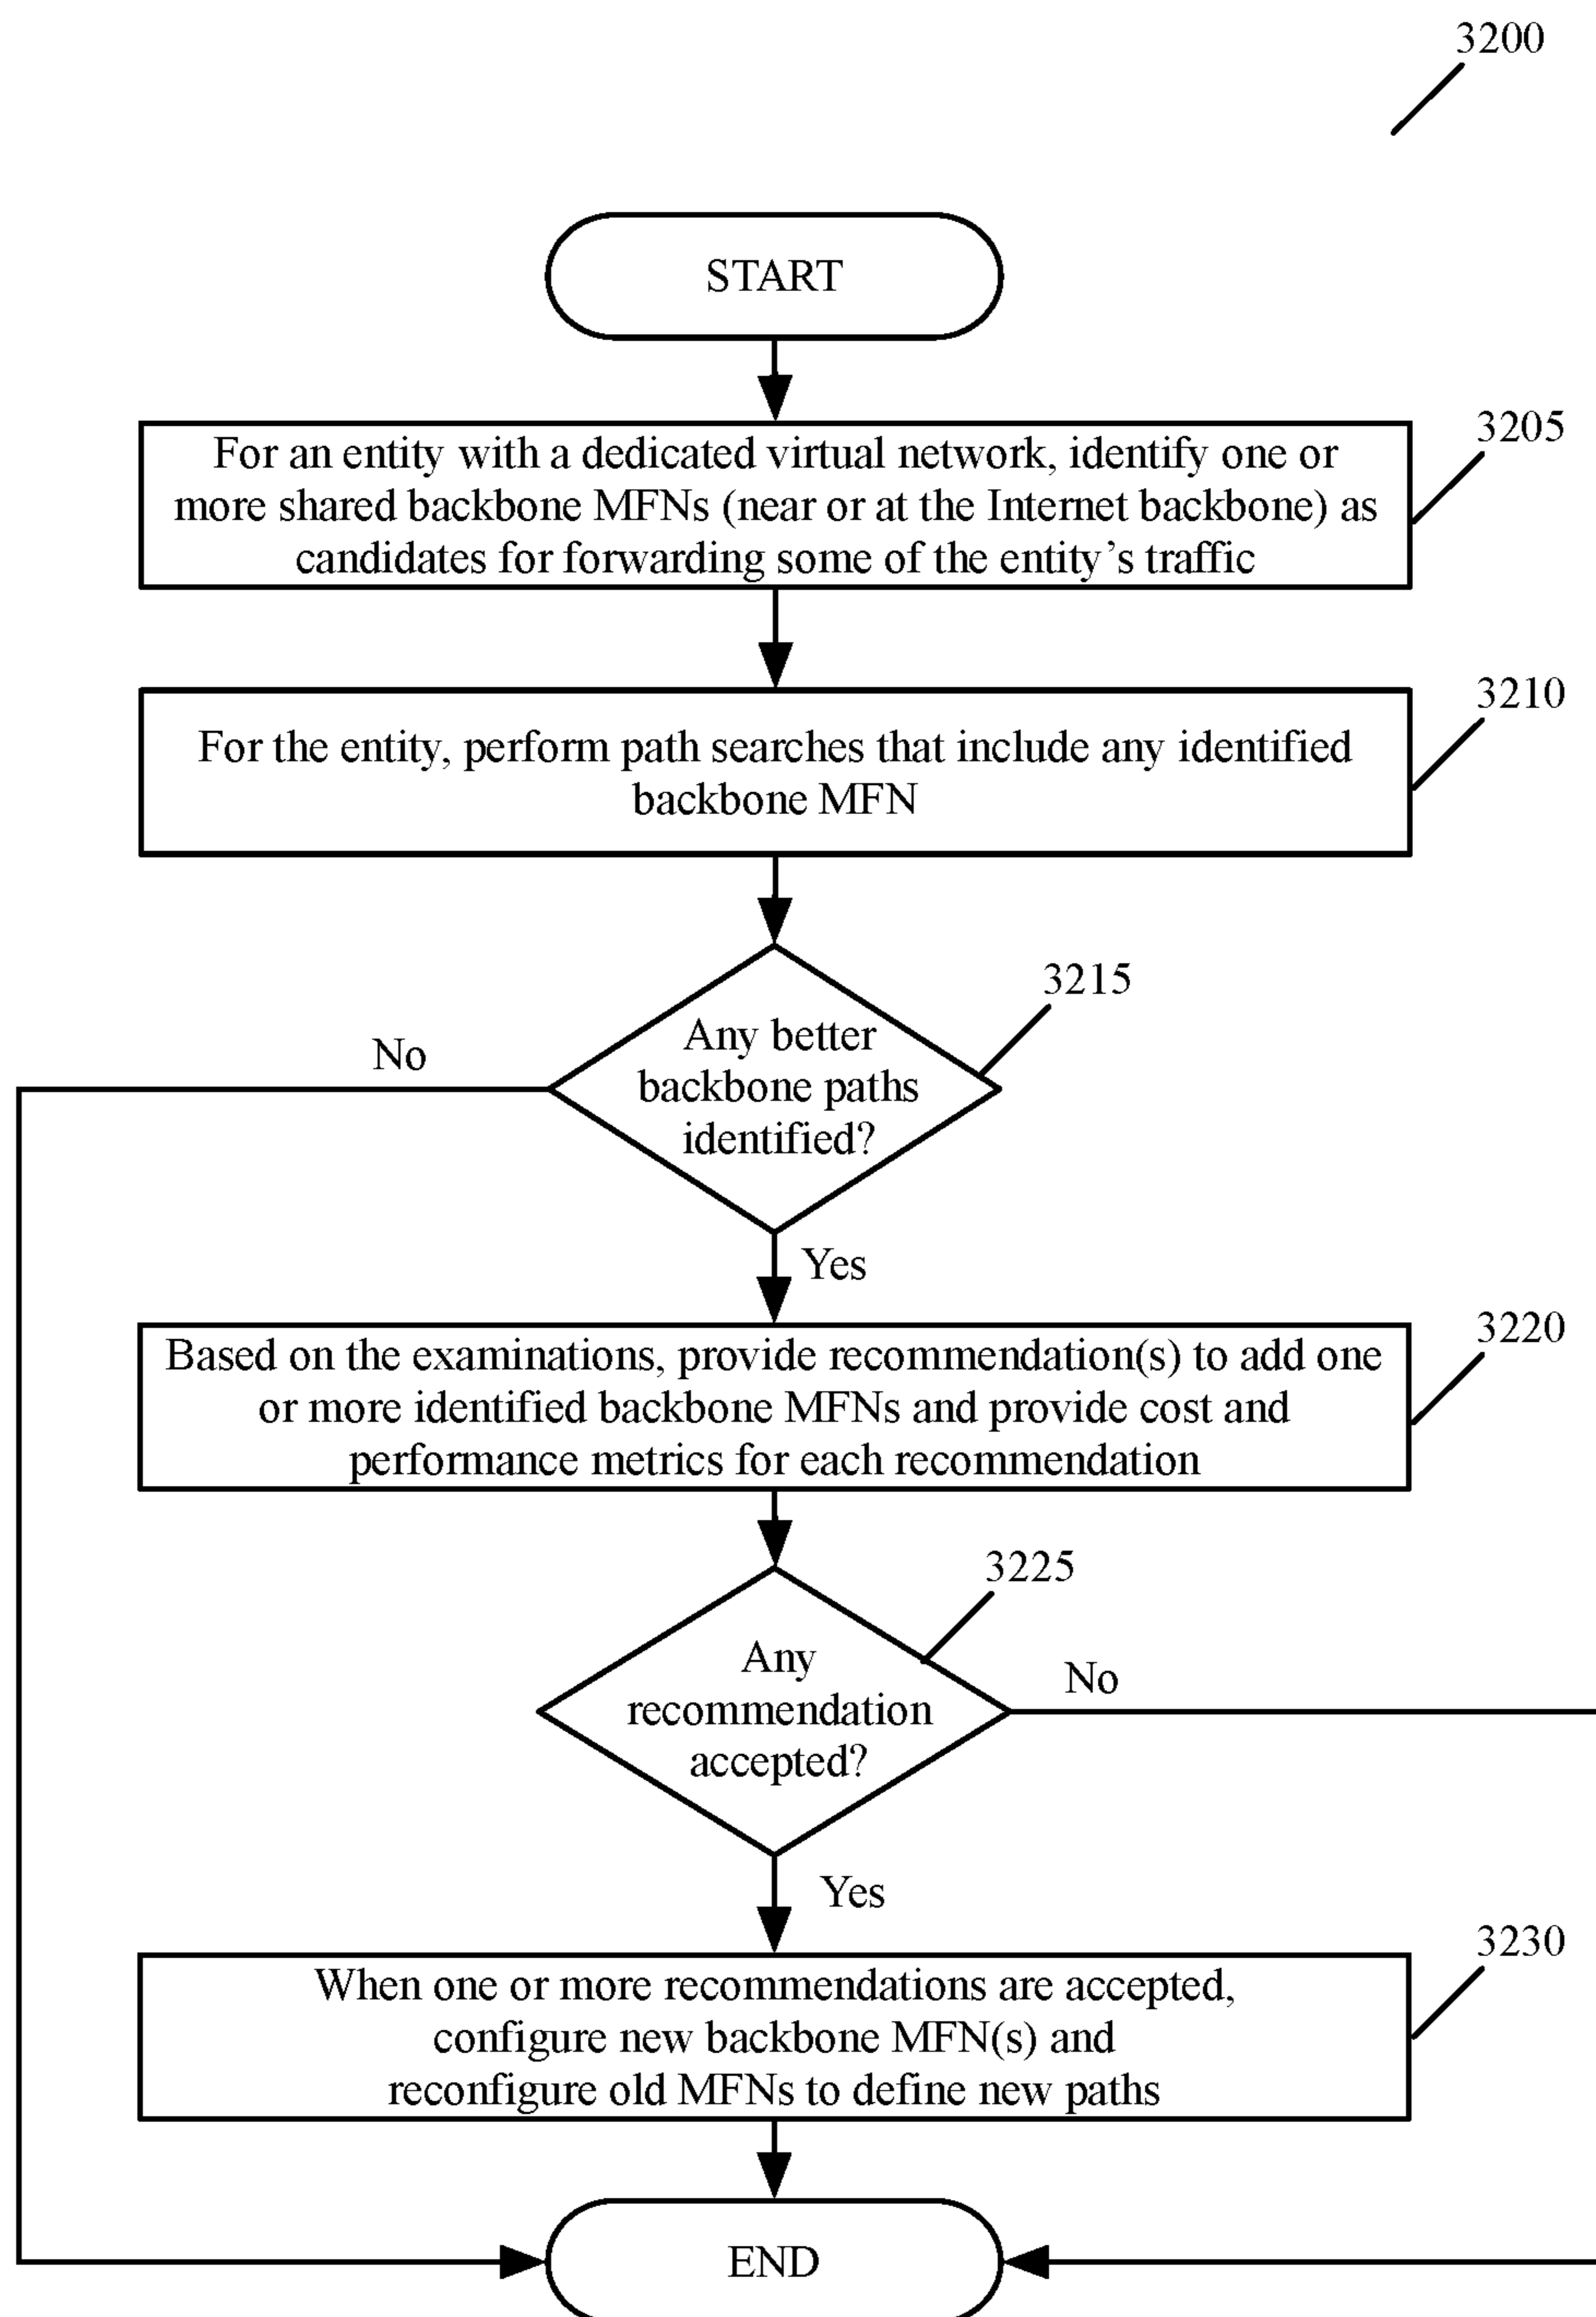 3200
START
3205
For an entity with a dedicated virtual network, identify one or
more shared backbone MFNs (near or at the Internet backbone) as
candidates for forwarding some of the entity’s traffic
3210
For the entity, perform path searches that include any identified
backbone MFN
3215
Any better
backbone paths
identified?
No
Yes
3220
Based on the examinations, provide recommendation(s) to add one
or more identified backbone MFNs and provide cost and
performance metrics for each recommendation
3225
Any
recommendation
accepted?
No
Yes
3230
When one or more recommendations are accepted,
configure new backbone MFN(s) and
reconfigure old MFNs to define new paths
END